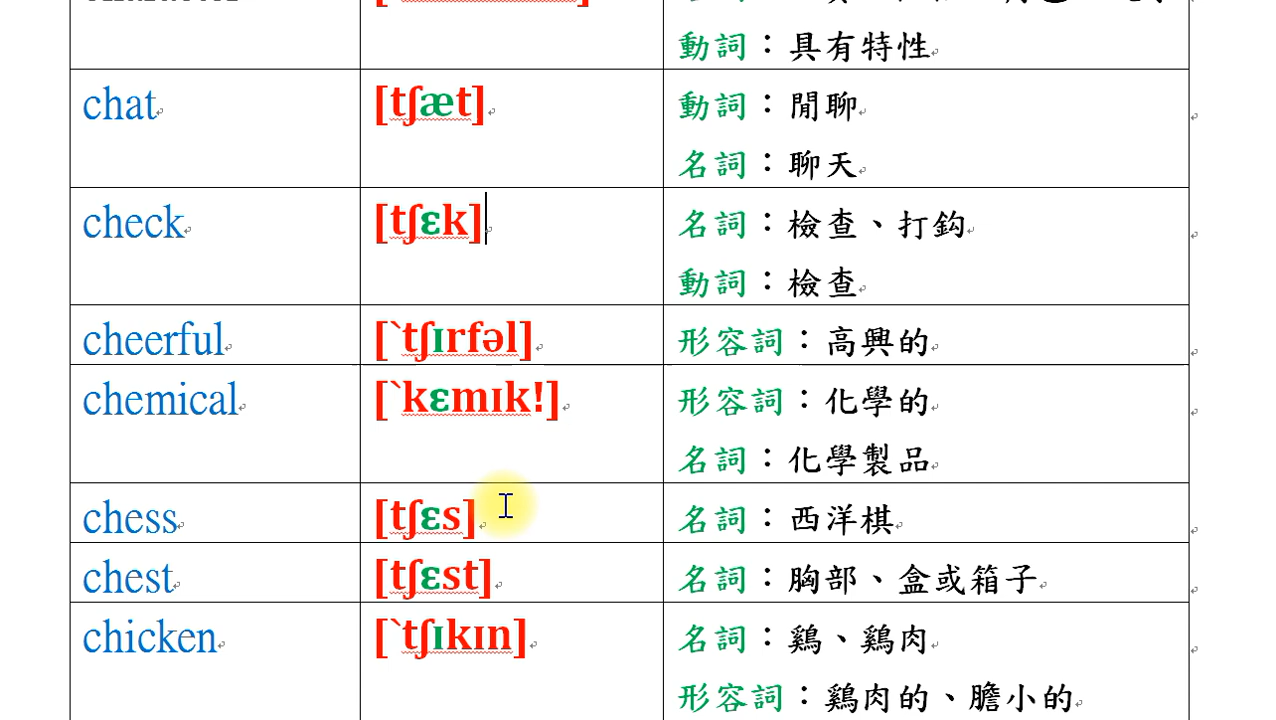 動詞：具有特性
chat [tʃæt] 動詞：閒聊
名詞：聊天
check [tʃɛk] 名詞：檢查、打鈎
動詞：檢查
cheerful [`tʃɪrfəl] 形容詞：高興的
chemical [`kɛmɪk!] 形容詞：化學的
名詞：化學製品
chess [tʃɛs] 名詞：西洋棋
chest [tʃɛst] 名詞：胸部、盒或箱子
chicken [`tʃɪkɪn] 名詞：鷄、鷄肉
形容詞：鷄肉的、膽小的